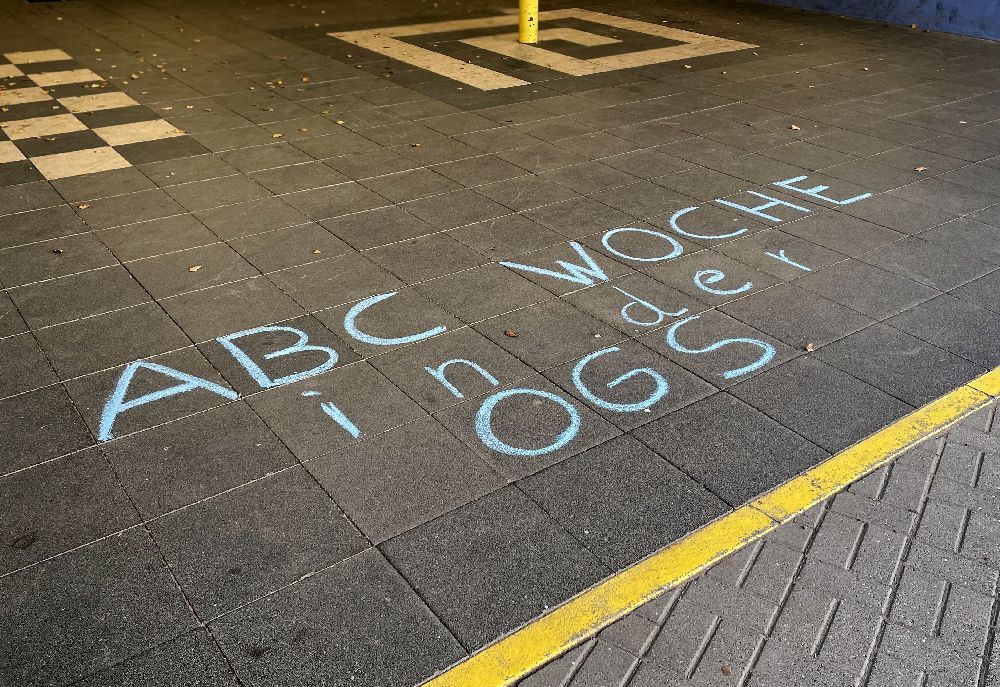 ABC WOCHE
in der
OGS